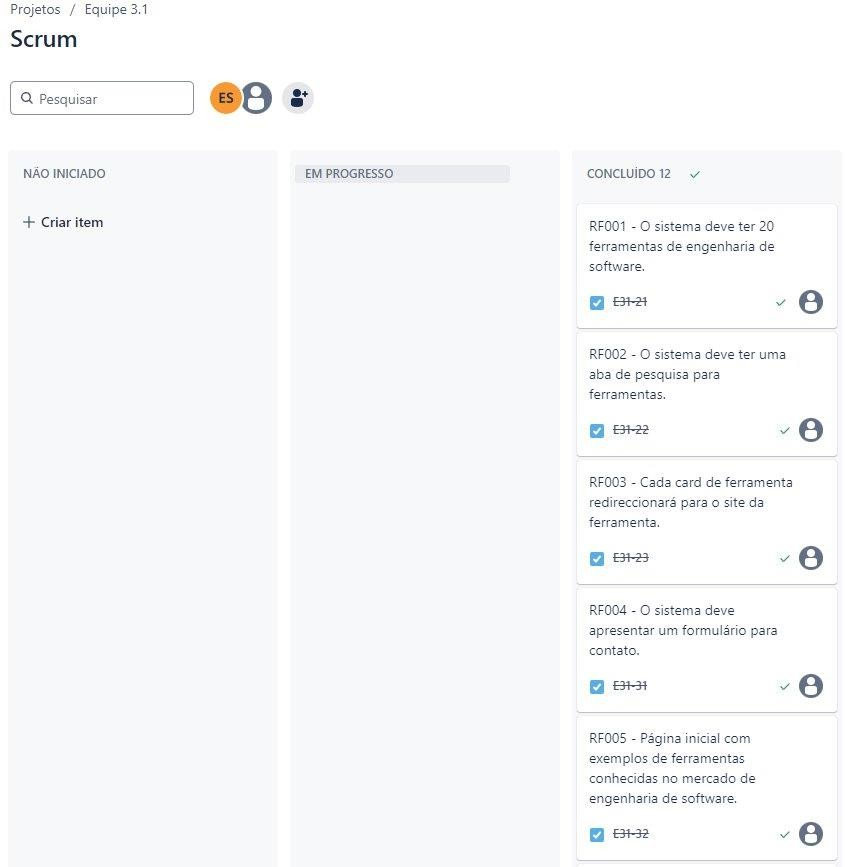 Projetos / Equipe 3.1
Scrum
Pesquisar
ES
NÃO INICIADO
Criar item
EM PROGRESSO
CONCLUÍDO 12
RF001 - O sistema deve ter 20
ferramentas de engenharia de
software.
E31-21
RF002 - O sistema deve ter uma
aba de pesquisa para
ferramentas.
E31-22
RF003 - Cada card de ferramenta
redireccionará para o site da
ferramenta.
E31-23
RF004 - O sistema deve
apresentar um formulário para
contato.
E31-31
RF005 - Página inicial com
exemplos de ferramentas
conhecidas no mercado de
engenharia de software.
E31-32